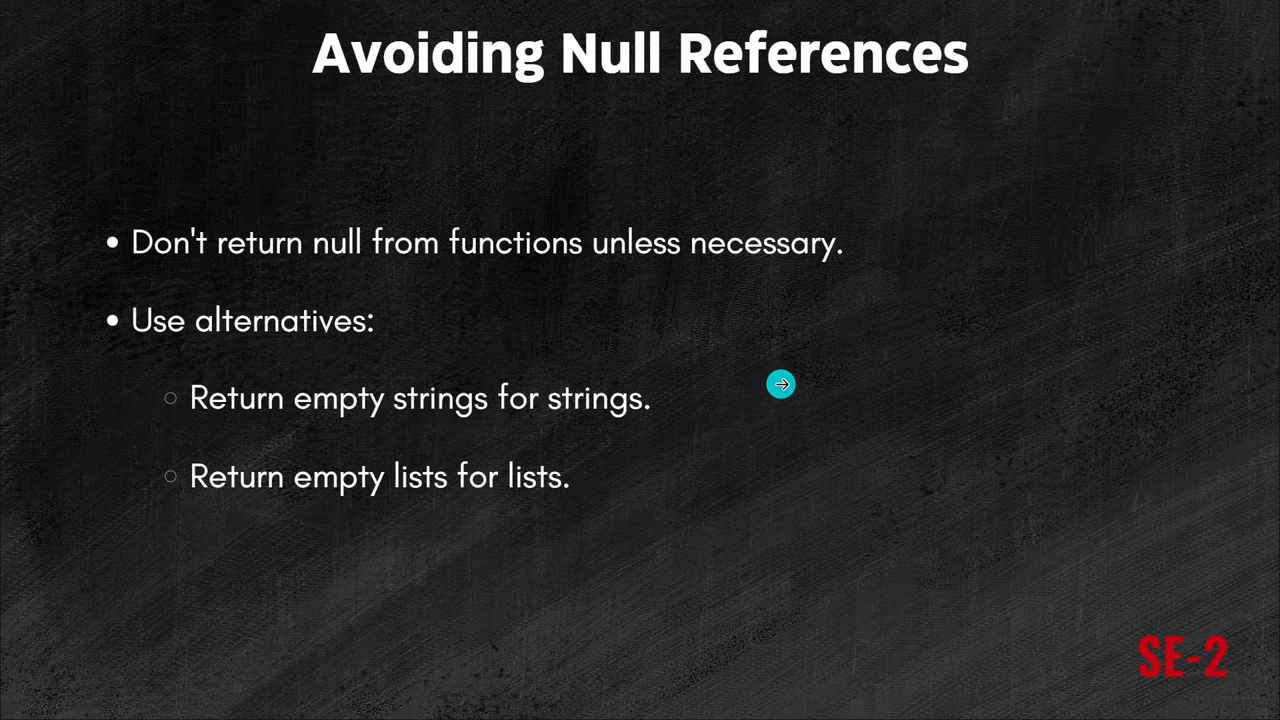 Avoiding Null References
• Don't return null from functions unless necessary.
• Use alternatives:
○ Return empty strings for strings.
○ Return empty lists for lists.
SE-2